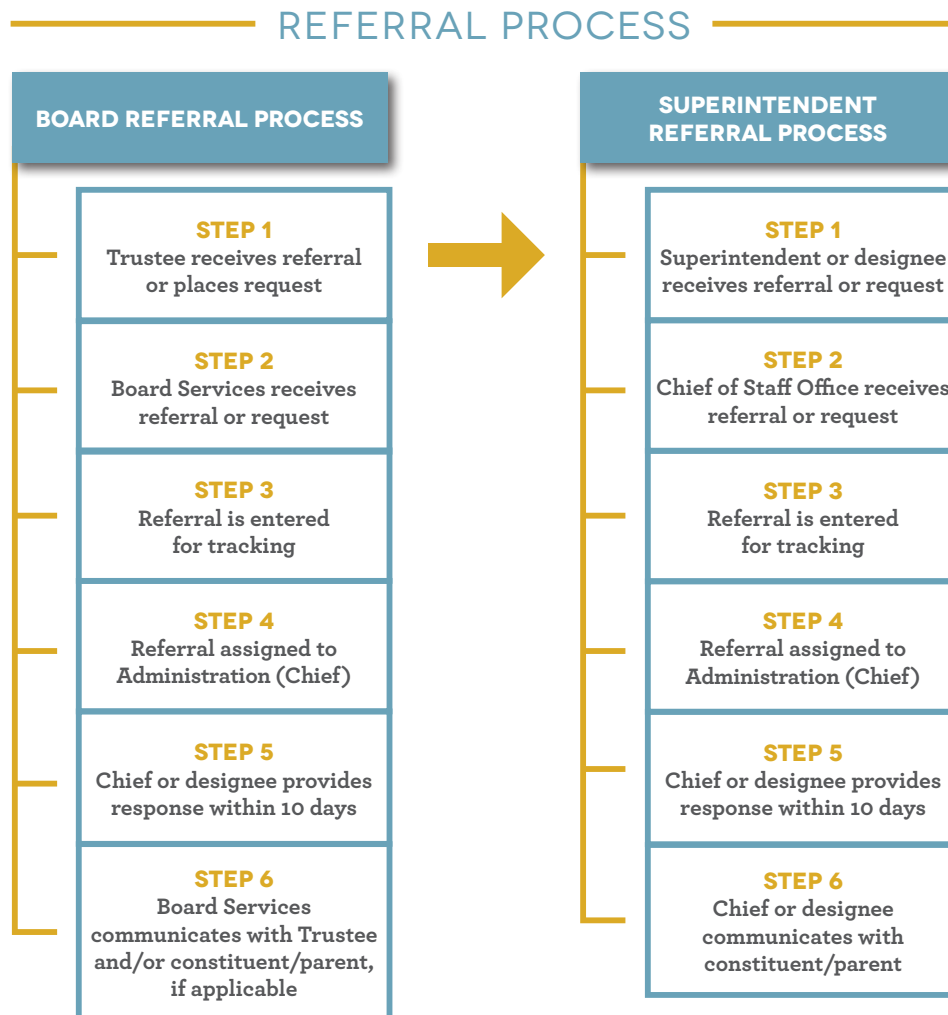 REFERRAL PROCESS
BOARD REFERRAL PROCESS
STEP 1
Trustee receives referral
or places request
STEP 2
Board Services receives
referral or request
STEP 3
Referral is entered
for tracking
STEP 4
Referral assigned to
Administration (Chief)
STEP 5
Chief or designee provides
response within 10 days
STEP 6
Board Services
communicates with Trustee
and/or constituent/parent,
if applicable
SUPERINTENDENT
REFERRAL PROCESS
STEP 1
Superintendent or designee
receives referral or request
STEP 2
Chief of Staff Office receives
referral or request
STEP 3
Referral is entered
for tracking
STEP 4
Referral assigned to
Administration (Chief)
STEP 5
Chief or designee provides
response within 10 days
STEP 6
Chief or designee
communicates with
constituent/parent